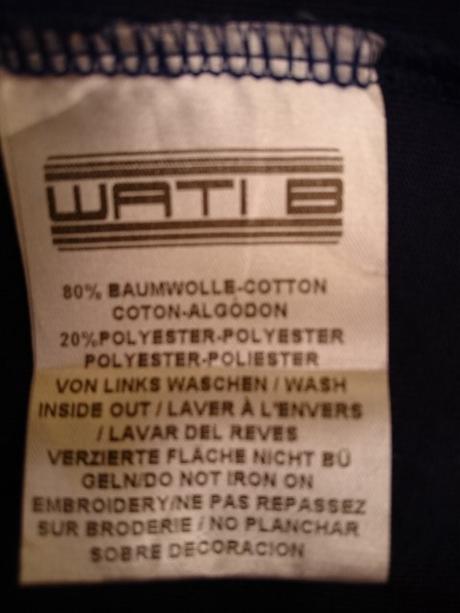 WATI B
80% BAUMWOLLE-COTTON
COTON-ALGÒDON
20%POLYESTER-POLYESTER
POLYESTER-POLIESTER
VON LINKS WASCHEN / WASH
INSIDE OUT / LAVER À L'ENVERS
/ LAVAR DEL REVES
VERZIERTE FLÄCHE NICHT BÜ
GELN/DO NOT IRON ON
EMBROIDERY/NE PAS REPASSEZ
SUR BRODERIE / NO PLANCHAR
SOBRE DECORACION